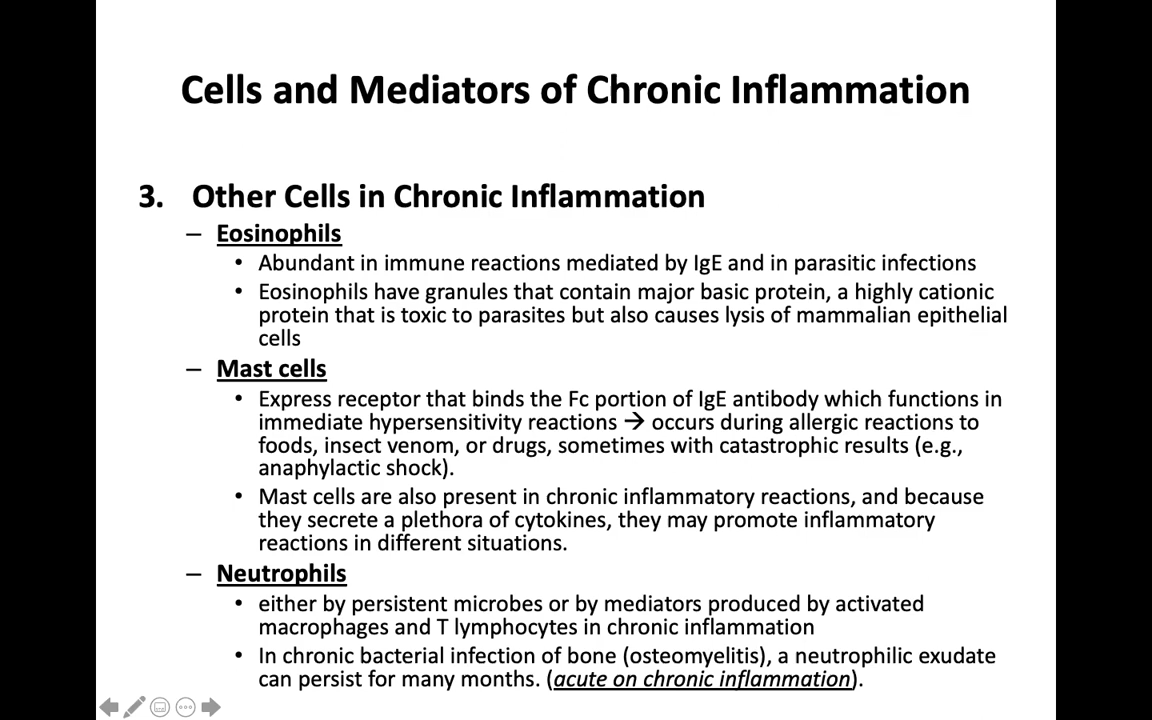 Cells and Mediators of Chronic Inflammation
3. Other Cells in Chronic Inflammation
– Eosinophils
• Abundant in immune reactions mediated by IgE and in parasitic infections
• Eosinophils have granules that contain major basic protein, a highly cationic
protein that is toxic to parasites but also causes lysis of mammalian epithelial
cells
– Mast cells
• Express receptor that binds the Fc portion of IgE antibody which functions in
immediate hypersensitivity reactions → occurs during allergic reactions to
foods, insect venom, or drugs, sometimes with catastrophic results (e.g.,
anaphylactic shock).
• Mast cells are also present in chronic inflammatory reactions, and because
they secrete a plethora of cytokines, they may promote inflammatory
reactions in different situations.
– Neutrophils
• either by persistent microbes or by mediators produced by activated
macrophages and T lymphocytes in chronic inflammation
• In chronic bacterial infection of bone (osteomyelitis), a neutrophilic exudate
can persist for many months. (acute on chronic inflammation).